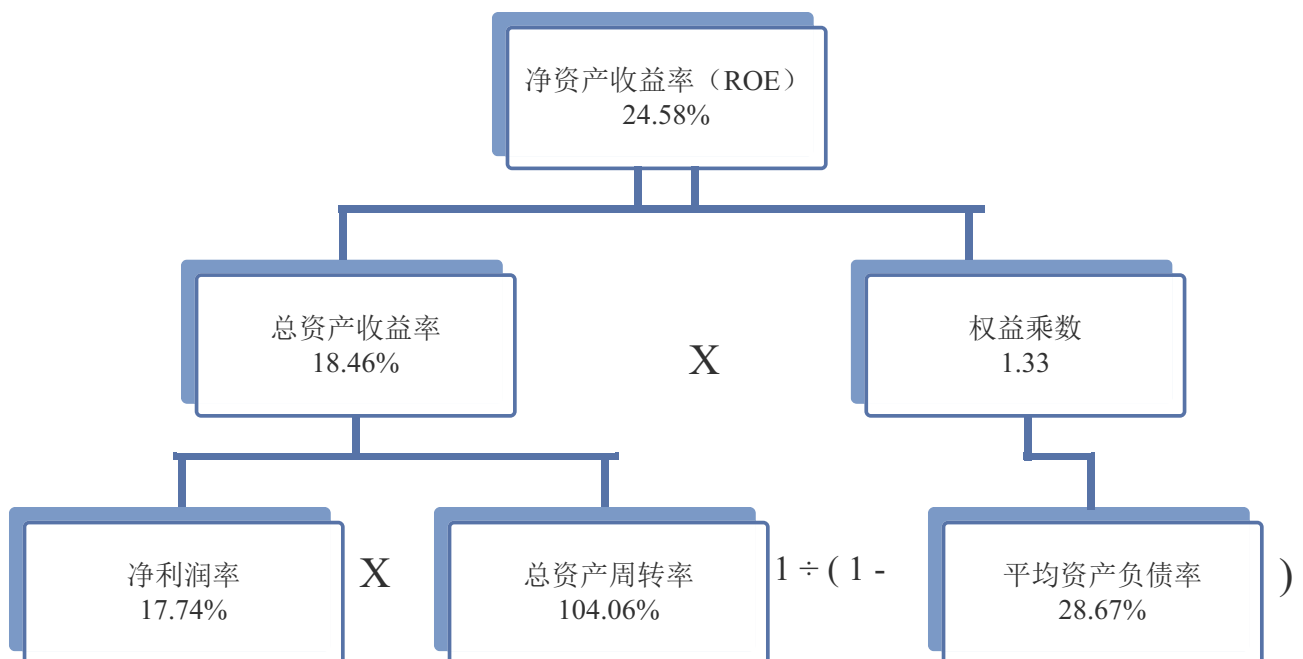 净资产收益率（ROE）
24.58%
总资产收益率
18.46%
X
权益乘数
1.33
净利润率
17.74%
X
总资产周转率
104.06%
1 ÷ ( 1 -
平均资产负债率
28.67%
)